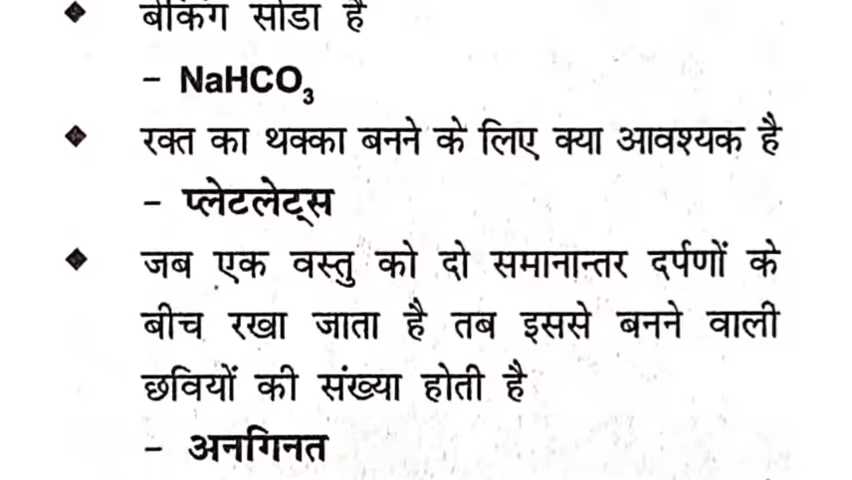 ❖ बेकिंग सोडा है
– NaHCO₃
❖ रक्त का थक्का बनने के लिए क्या आवश्यक है
– प्लेटलेट्स
❖ जब एक वस्तु को दो समानान्तर दर्पणों के
बीच रखा जाता है तब इससे बनने वाली
छवियों की संख्या होती है
– अनगिनत